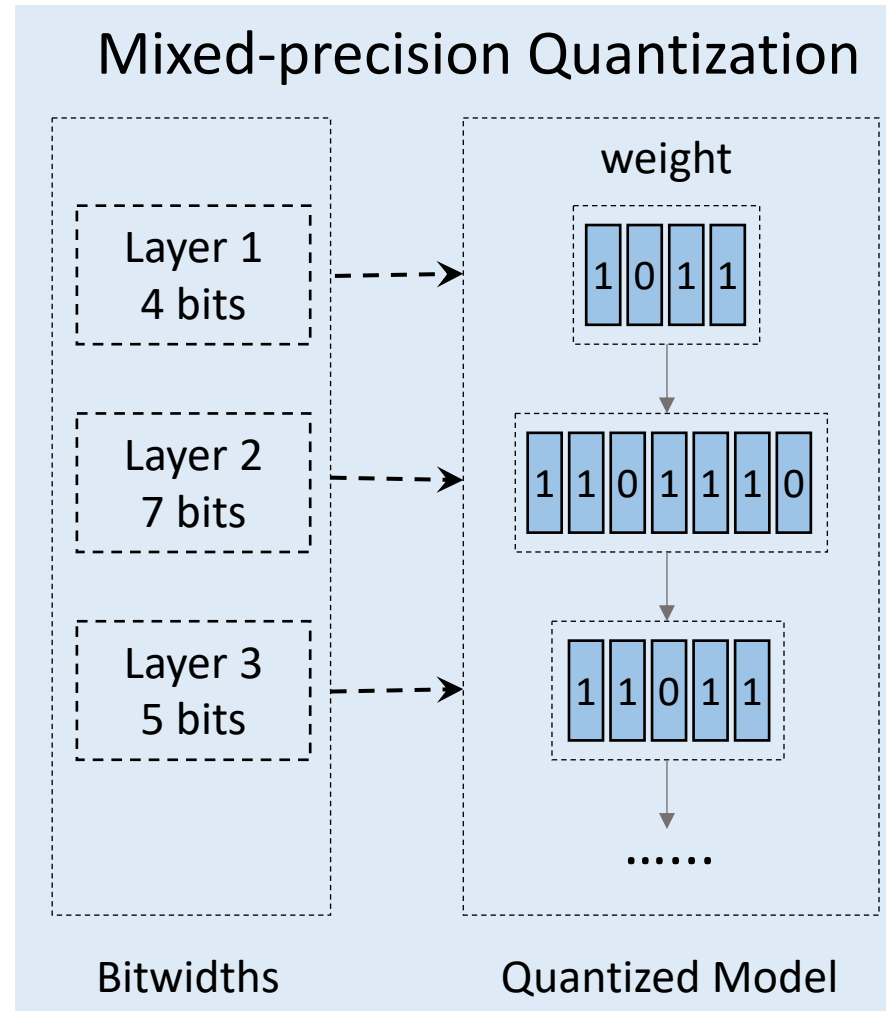 Mixed-precision Quantization
weight
Layer 1
4 bits
1 0 1 1
Layer 2
7 bits
1 1 0 1 1 1 0
Layer 3
5 bits
1 1 0 1 1
......
Bitwidths
Quantized Model